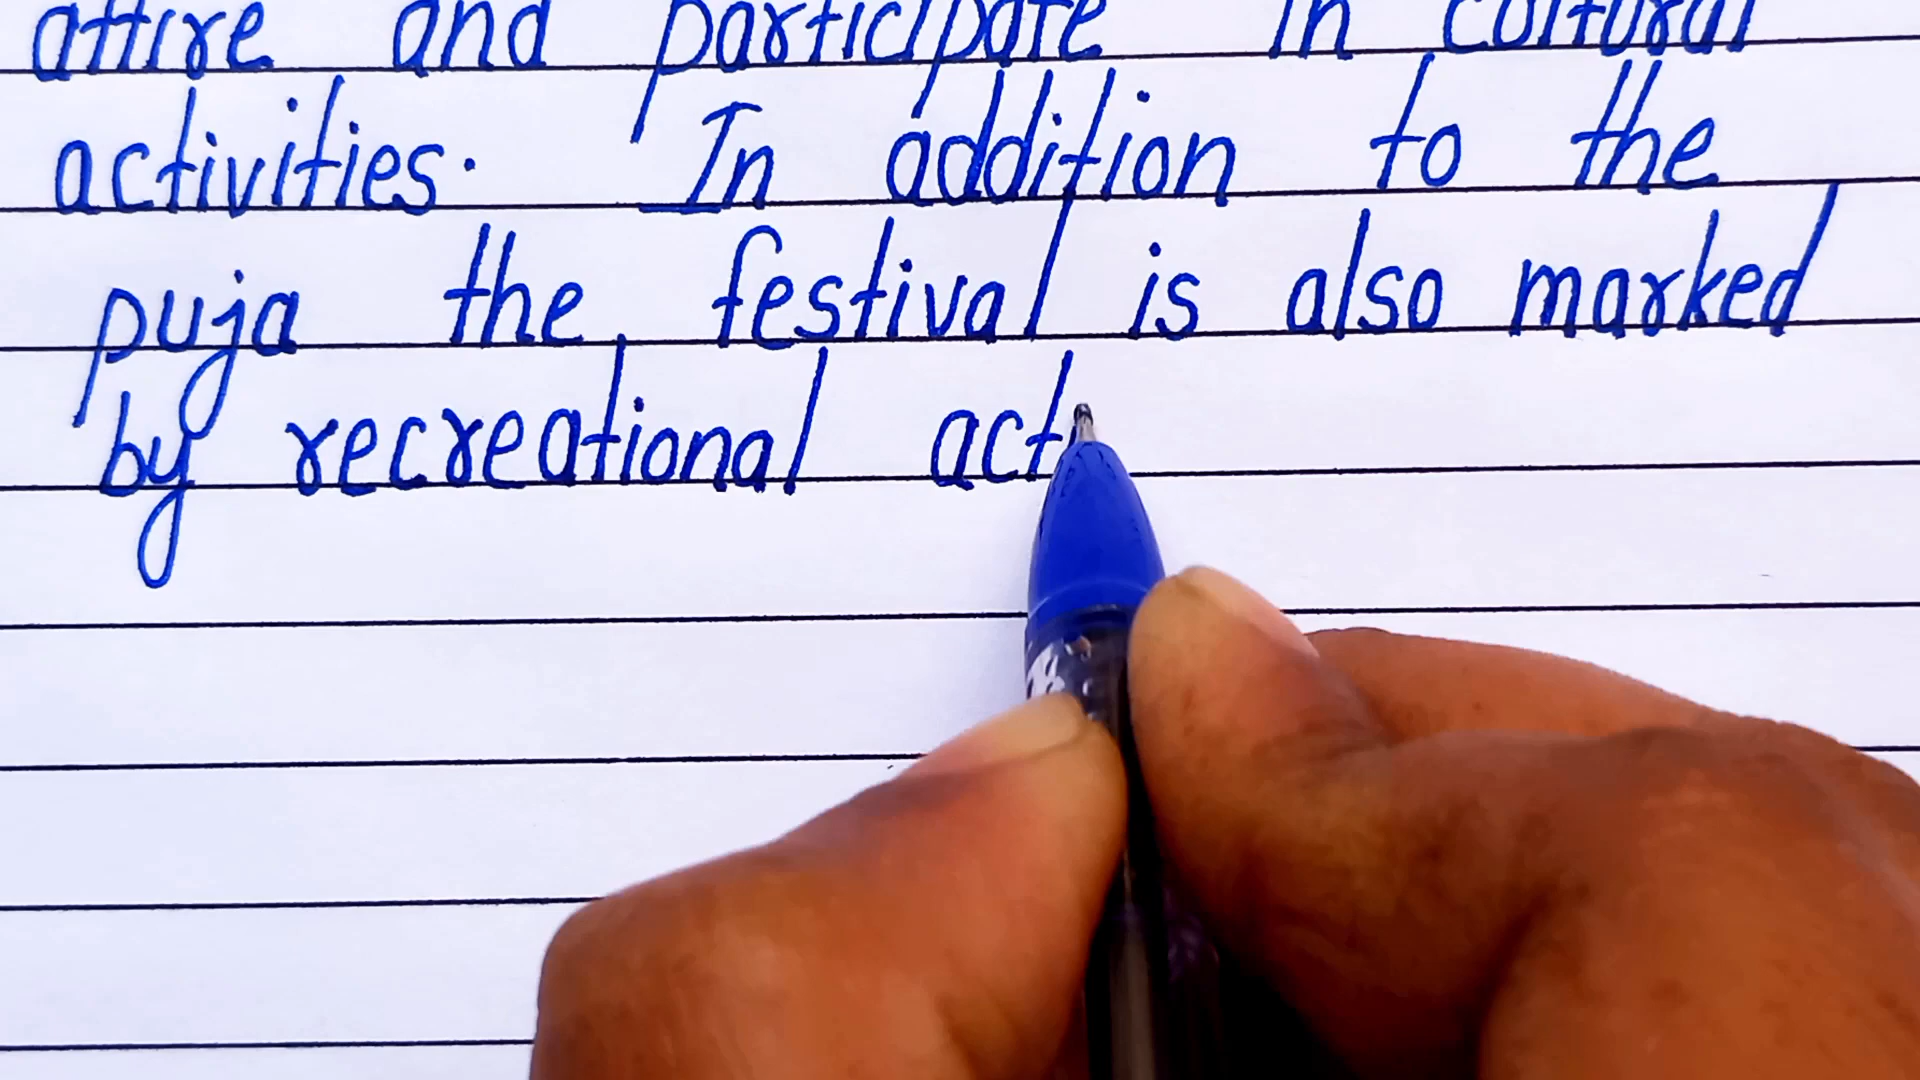 attire and participate in cultural
activities. In addition to the
puja the festival is also marked
by recreational act